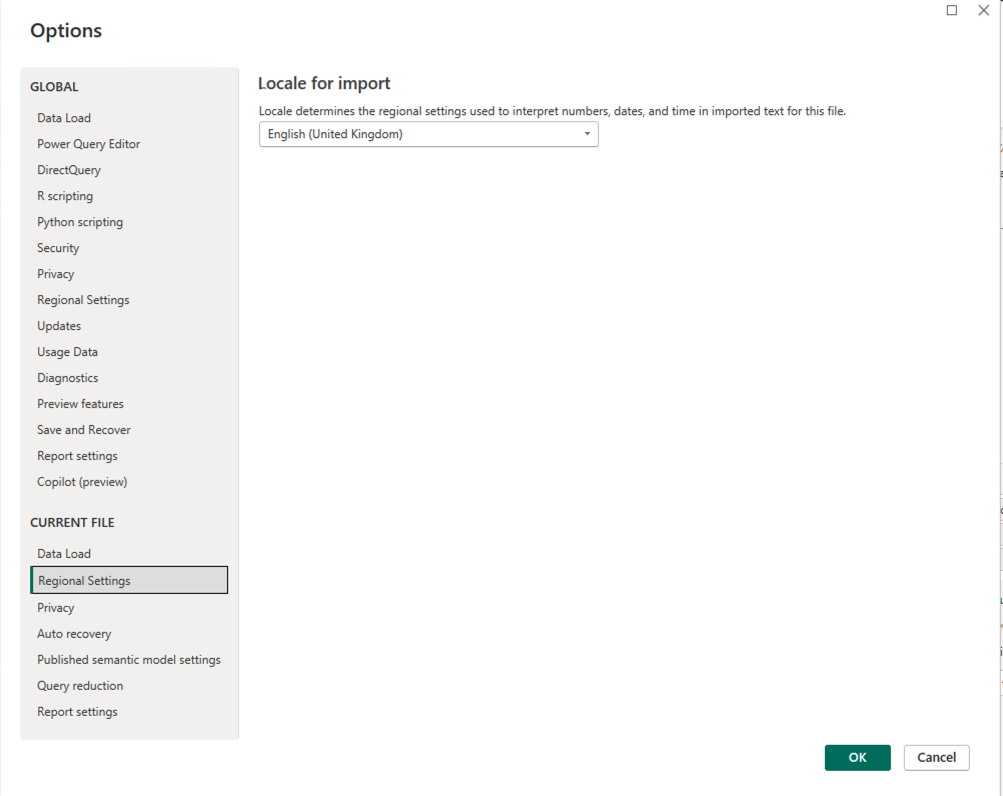 Options
GLOBAL
Data Load
Power Query Editor
DirectQuery
R scripting
Python scripting
Security
Privacy
Regional Settings
Updates
Usage Data
Diagnostics
Preview features
Save and Recover
Report settings
Copilot (preview)
CURRENT FILE
Data Load
Regional Settings
Privacy
Auto recovery
Published semantic model settings
Query reduction
Report settings
Locale for import
Locale determines the regional settings used to interpret numbers, dates, and time in imported text for this file.
English (United Kingdom)
OK
Cancel